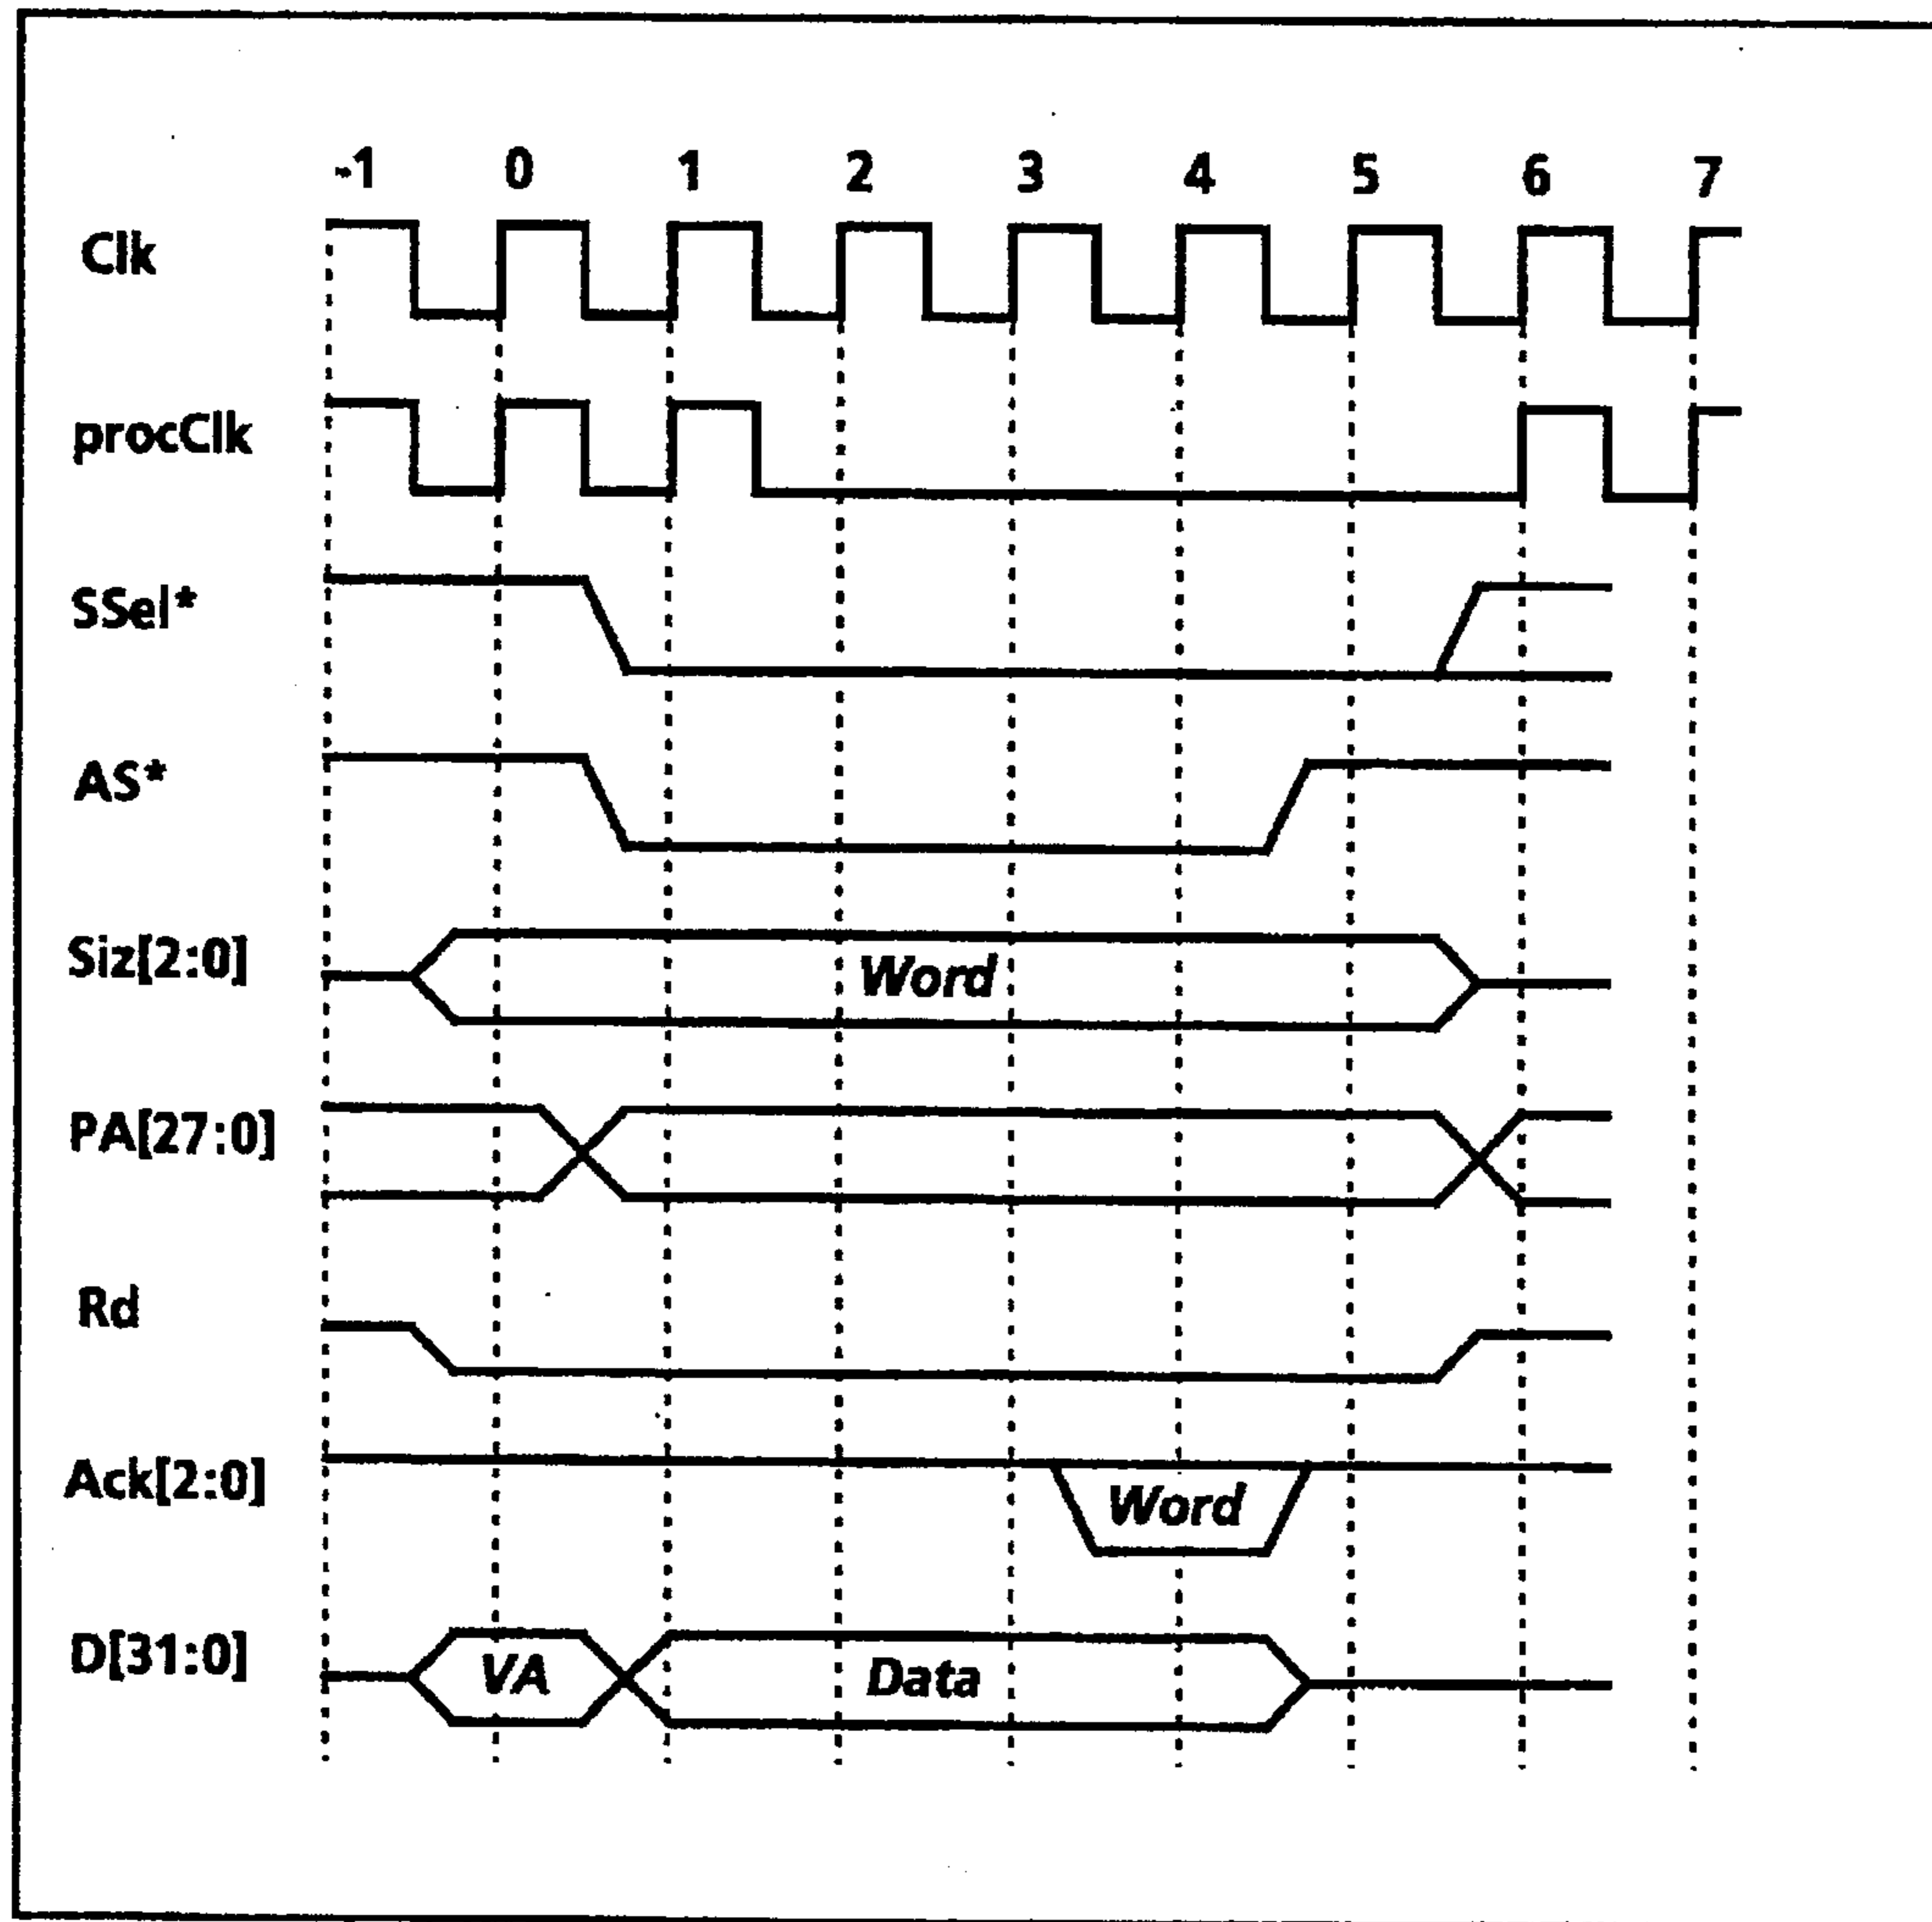 -1 0 1 2 3 4 5 6 7
Clk
procClk
SSel*
AS*
Siz[2:0] Word
PA[27:0]
Rd
Ack[2:0] Word
D[31:0] VA Data